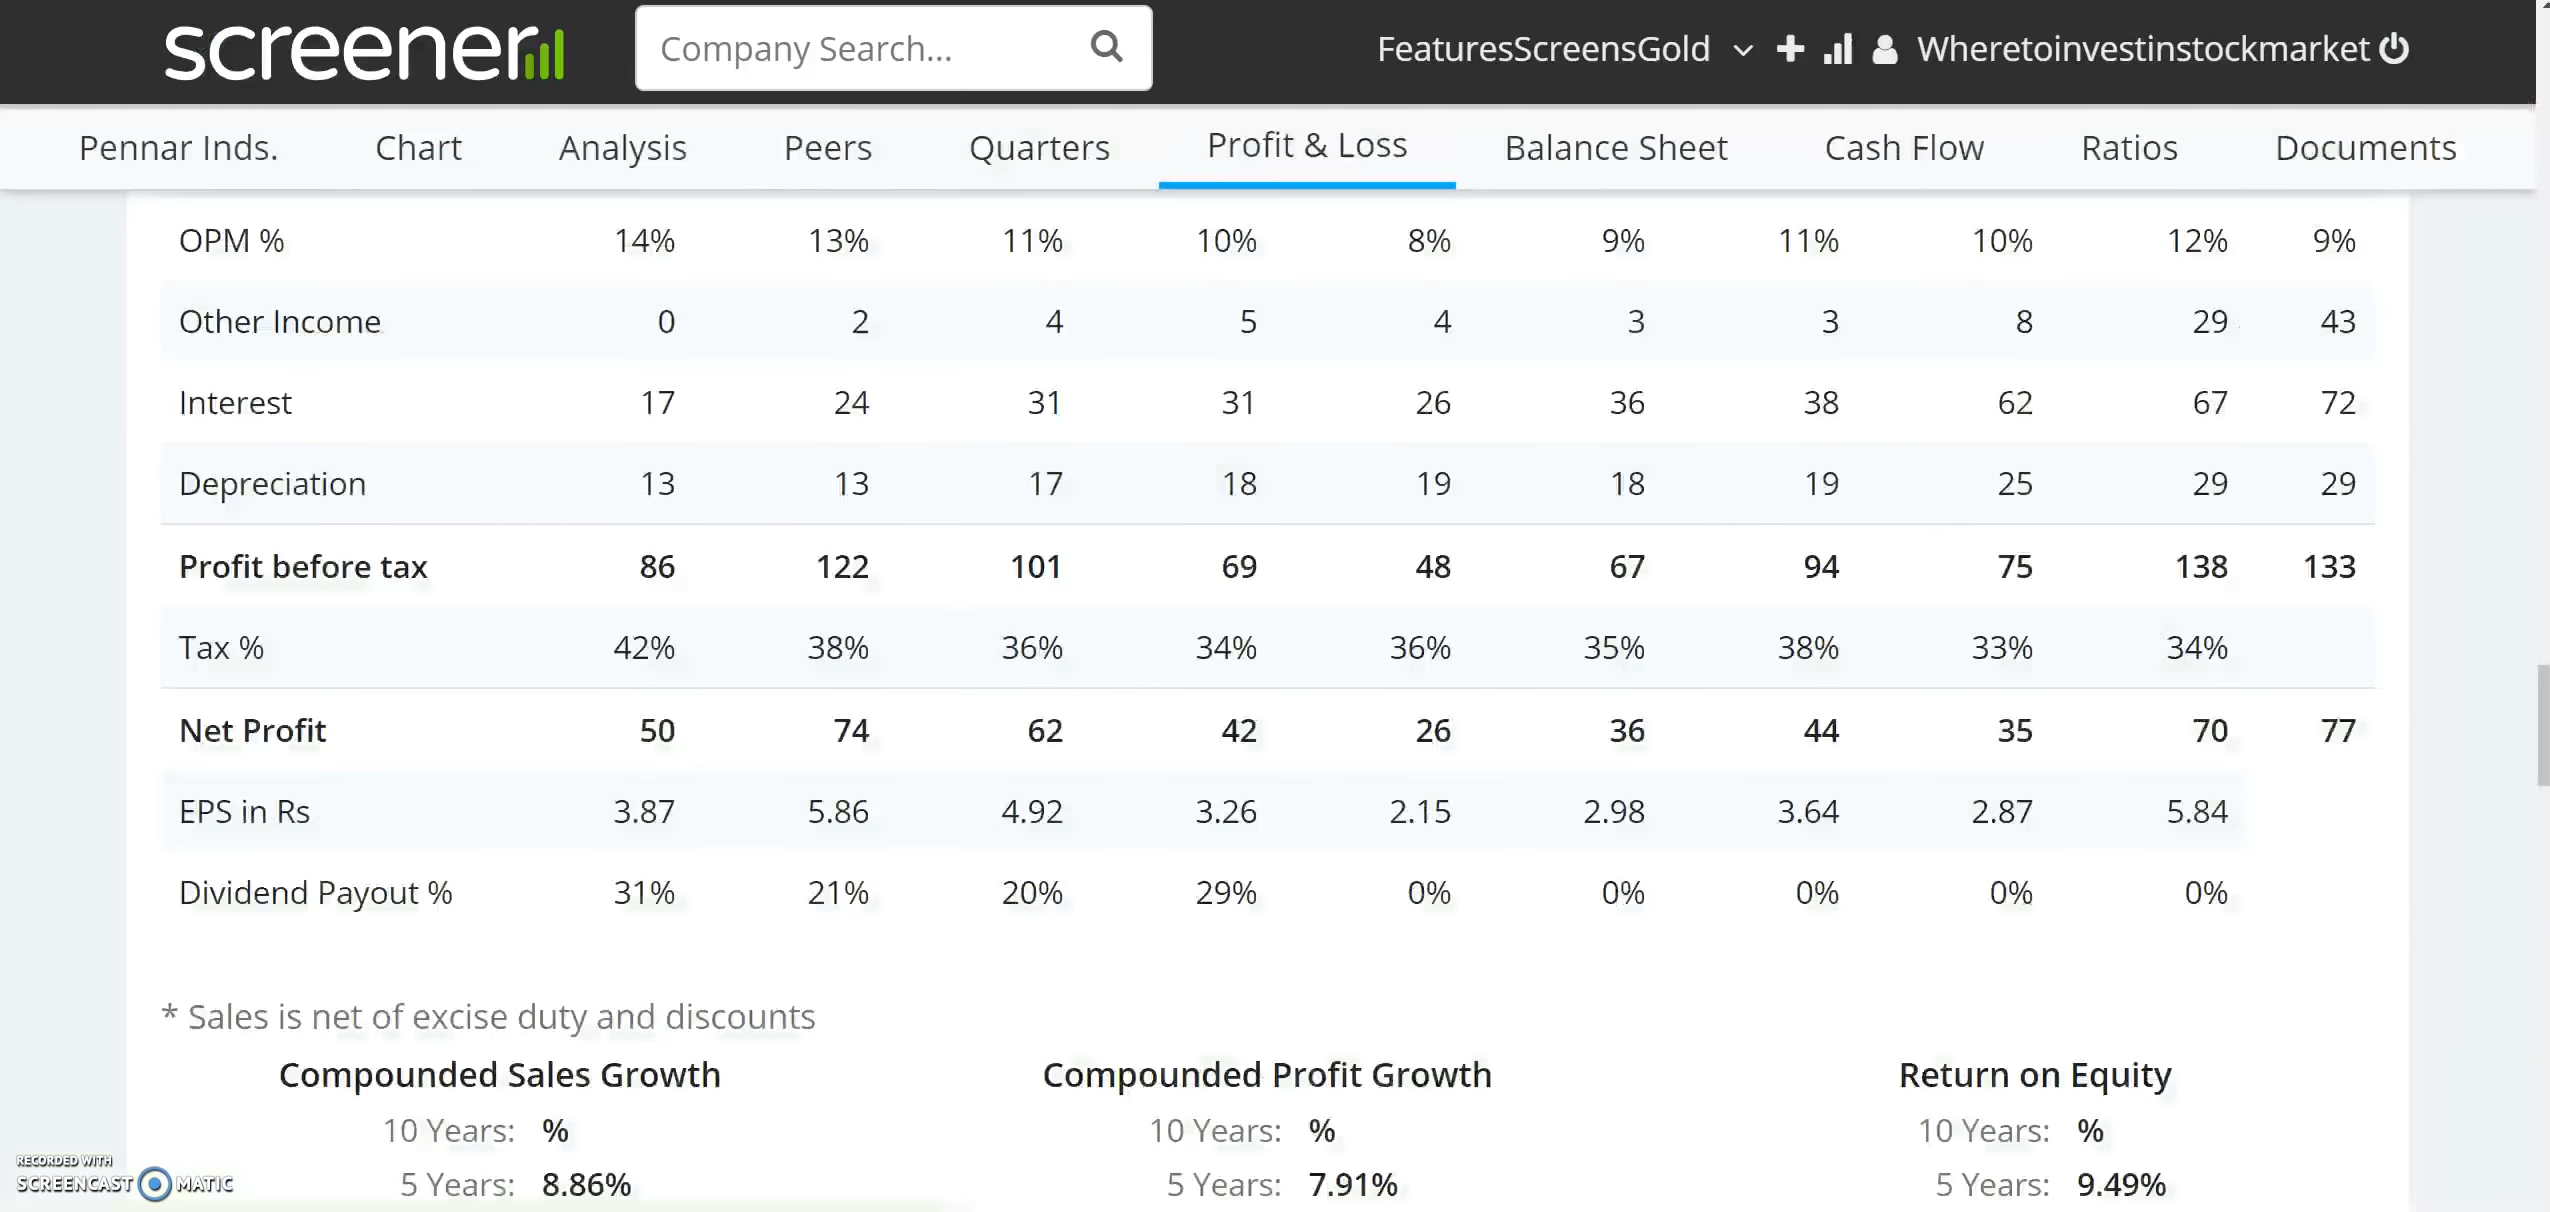 screener Company Search... FeaturesScreensGold Wheretoinvestinstockmarket
Pennar Inds. Chart Analysis Peers Quarters Profit & Loss Balance Sheet Cash Flow Ratios Documents
OPM % 14% 13% 11% 10% 8% 9% 11% 10% 12% 9%
Other Income 0 2 4 5 4 3 3 8 29 43
Interest 17 24 31 31 26 36 38 62 67 72
Depreciation 13 13 17 18 19 18 19 25 29 29
Profit before tax 86 122 101 69 48 67 94 75 138 133
Tax % 42% 38% 36% 34% 36% 35% 38% 33% 34%
Net Profit 50 74 62 42 26 36 44 35 70 77
EPS in Rs 3.87 5.86 4.92 3.26 2.15 2.98 3.64 2.87 5.84
Dividend Payout % 31% 21% 20% 29% 0% 0% 0% 0% 0%
* Sales is net of excise duty and discounts
Compounded Sales Growth Compounded Profit Growth Return on Equity
10 Years: % 10 Years: % 10 Years: %
5 Years: 8.86% 5 Years: 7.91% 5 Years: 9.49%
RECORDED WITH
SCREENCAST MATIC